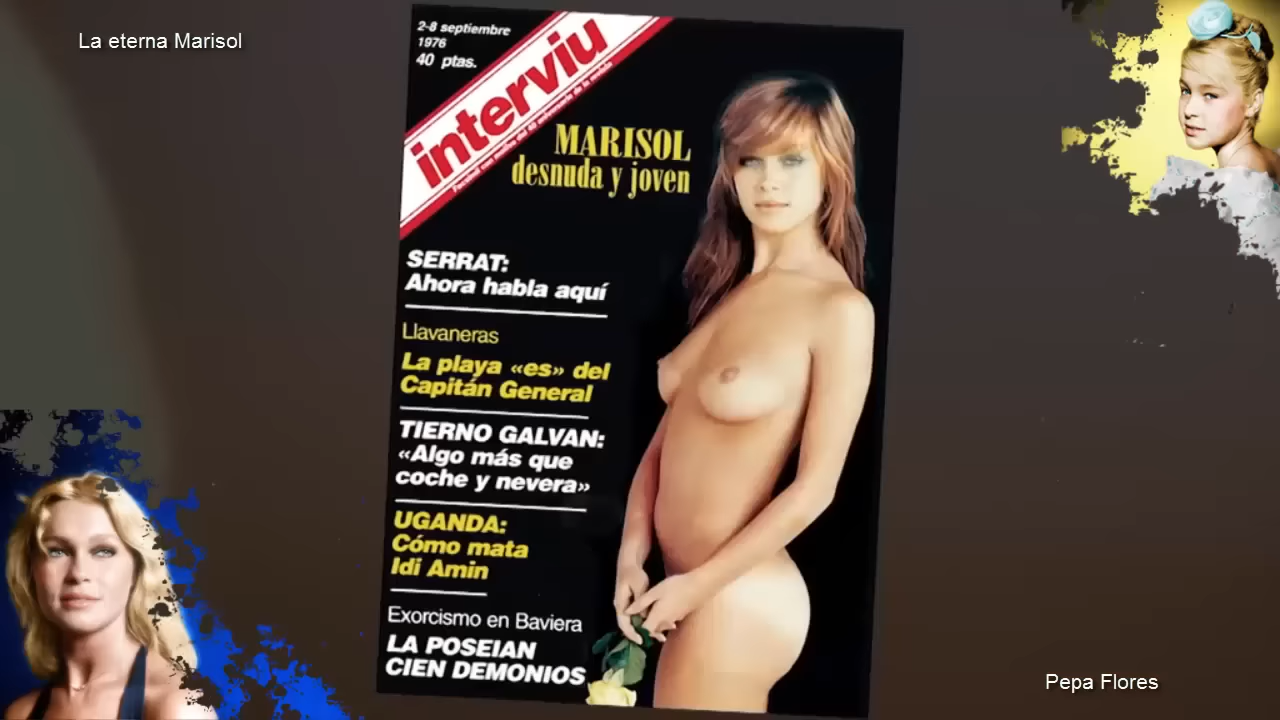 La eterna Marisol
2-8 septiembre
1976
40 ptas.
interviu
MARISOL
desnuda y joven
SERRAT:
Ahora habla aquí
Llavaneras
La playa «es» del
Capitán General
TIERNO GALVAN:
«Algo más que
coche y nevera»
UGANDA:
Cómo mata
Idi Amin
Exorcismo en Baviera
LA POSEIAN
CIEN DEMONIOS
Pepa Flores